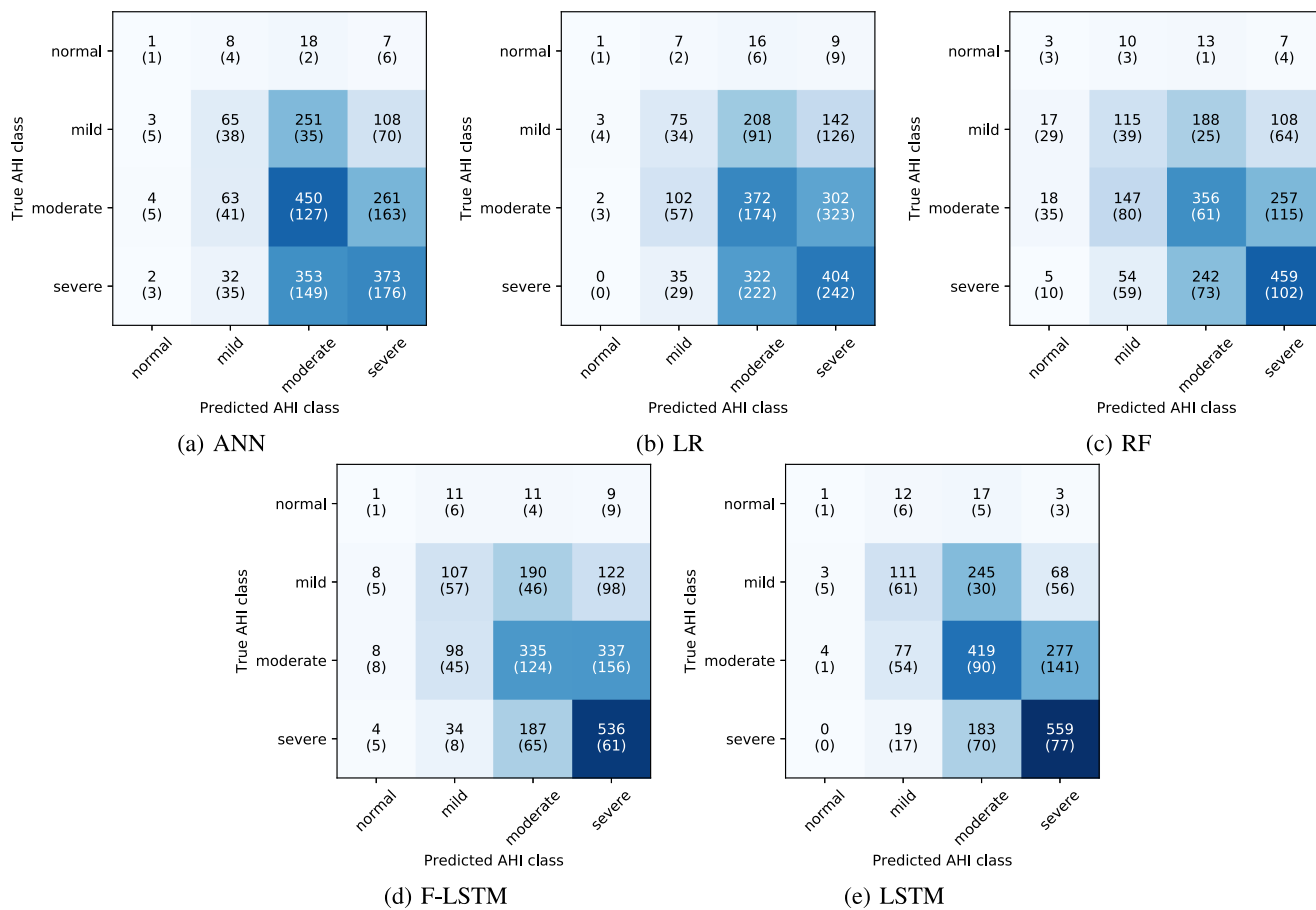 normal 1 8 18 7 normal 1 7 16 9 normal 3 10 13 7
(1) (4) (2) (6) (1) (2) (6) (9) (3) (3) (1) (4)
True AHI class True AHI class True AHI class
mild 3 65 251 108 mild 3 75 208 142 mild 17 115 188 108
(5) (38) (35) (70) (4) (34) (91) (126) (29) (39) (25) (64)
moderate 4 63 450 261 moderate 2 102 372 302 moderate 18 147 356 257
(5) (41) (127) (163) (3) (57) (174) (323) (35) (80) (61) (115)
severe 2 32 353 373 severe 0 35 322 404 severe 5 54 242 459
(3) (35) (149) (176) (0) (29) (222) (242) (10) (59) (73) (102)
normal mild moderate severe normal mild moderate severe normal mild moderate severe
Predicted AHI class Predicted AHI class Predicted AHI class
(a) ANN (b) LR (c) RF
normal 1 11 11 9 normal 1 12 17 3
(1) (6) (4) (9) (1) (6) (5) (3)
True AHI class True AHI class
mild 8 107 190 122 mild 3 111 245 68
(5) (57) (46) (98) (5) (61) (30) (56)
moderate 8 98 335 337 moderate 4 77 419 277
(8) (45) (124) (156) (1) (54) (90) (141)
severe 4 34 187 536 severe 0 19 183 559
(5) (8) (65) (61) (0) (17) (70) (77)
normal mild moderate severe normal mild moderate severe
Predicted AHI class Predicted AHI class
(d) F-LSTM (e) LSTM